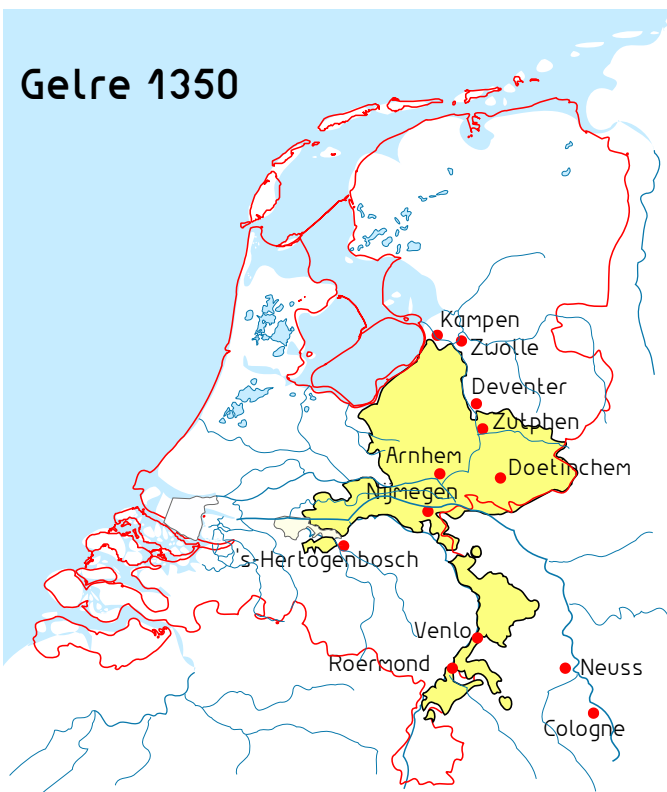 Gelre 1350
Kampen
Zwolle
Deventer
Zutphen
Arnhem
Doetinchem
Nijmegen
's-Hertogenbosch
Venlo
Roermond
Neuss
Cologne